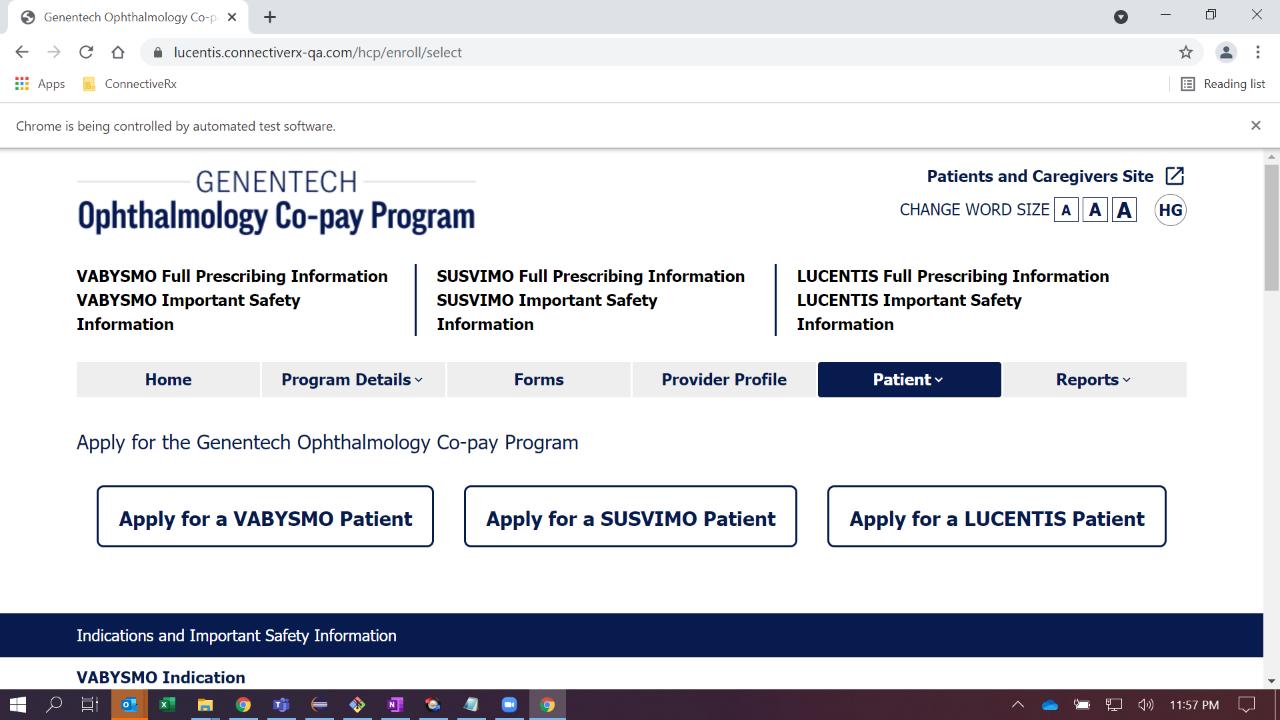 Genentech Ophthalmology Co-p
lucentis.connectiverx-qa.com/hcp/enroll/select
Apps
ConnectiveRx
Reading list
Chrome is being controlled by automated test software.
GENENTECH
Ophthalmology Co-pay Program
Patients and Caregivers Site
CHANGE WORD SIZE A A A HG
VABYSMO Full Prescribing Information
VABYSMO Important Safety
Information
SUSVIMO Full Prescribing Information
SUSVIMO Important Safety
Information
LUCENTIS Full Prescribing Information
LUCENTIS Important Safety
Information
Home
Program Details
Forms
Provider Profile
Patient
Reports
Apply for the Genentech Ophthalmology Co-pay Program
Apply for a VABYSMO Patient
Apply for a SUSVIMO Patient
Apply for a LUCENTIS Patient
Indications and Important Safety Information
VABYSMO Indication
11:57 PM